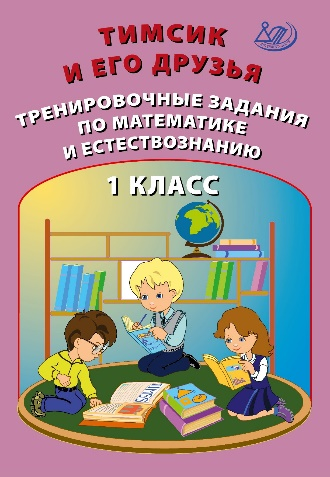 ТИМСИК
И ЕГО ДРУЗЬЯ
ТРЕНИРОВОЧНЫЕ ЗАДАНИЯ
ПО МАТЕМАТИКЕ
И ЕСТЕСТВОЗНАНИЮ
1 КЛАСС